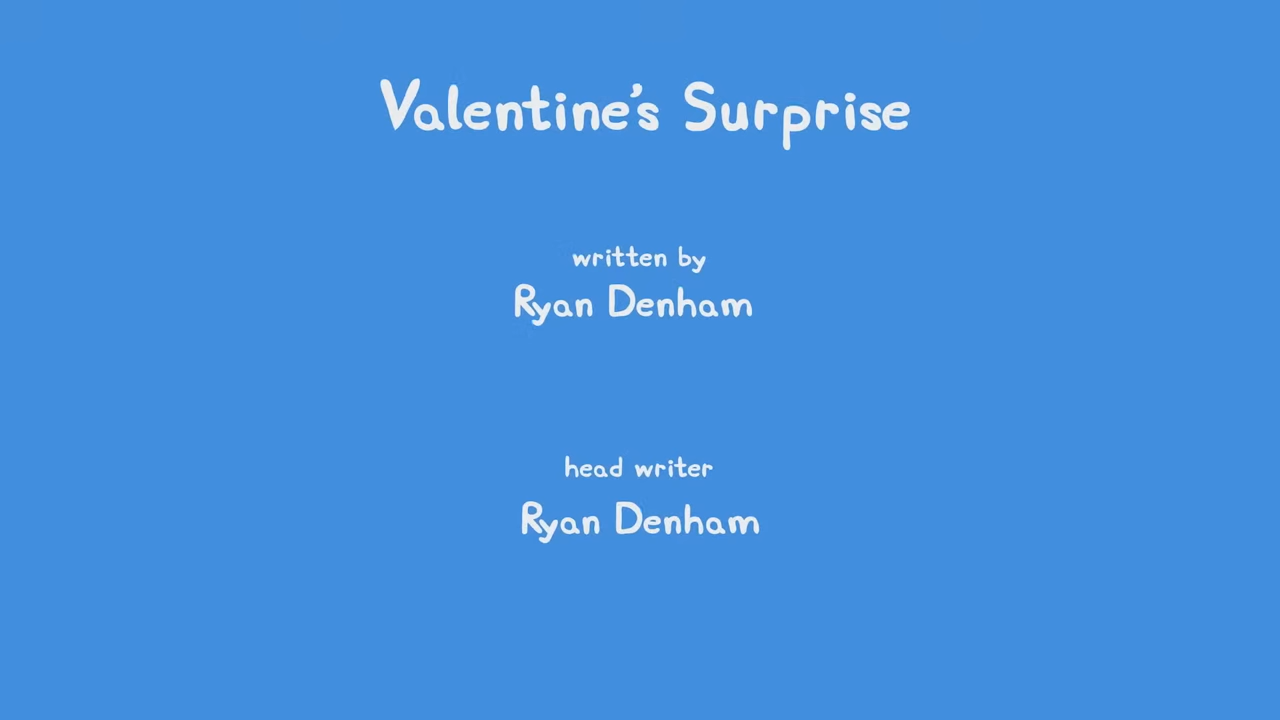 Valentine's Surprise
written by
Ryan Denham
head writer
Ryan Denham